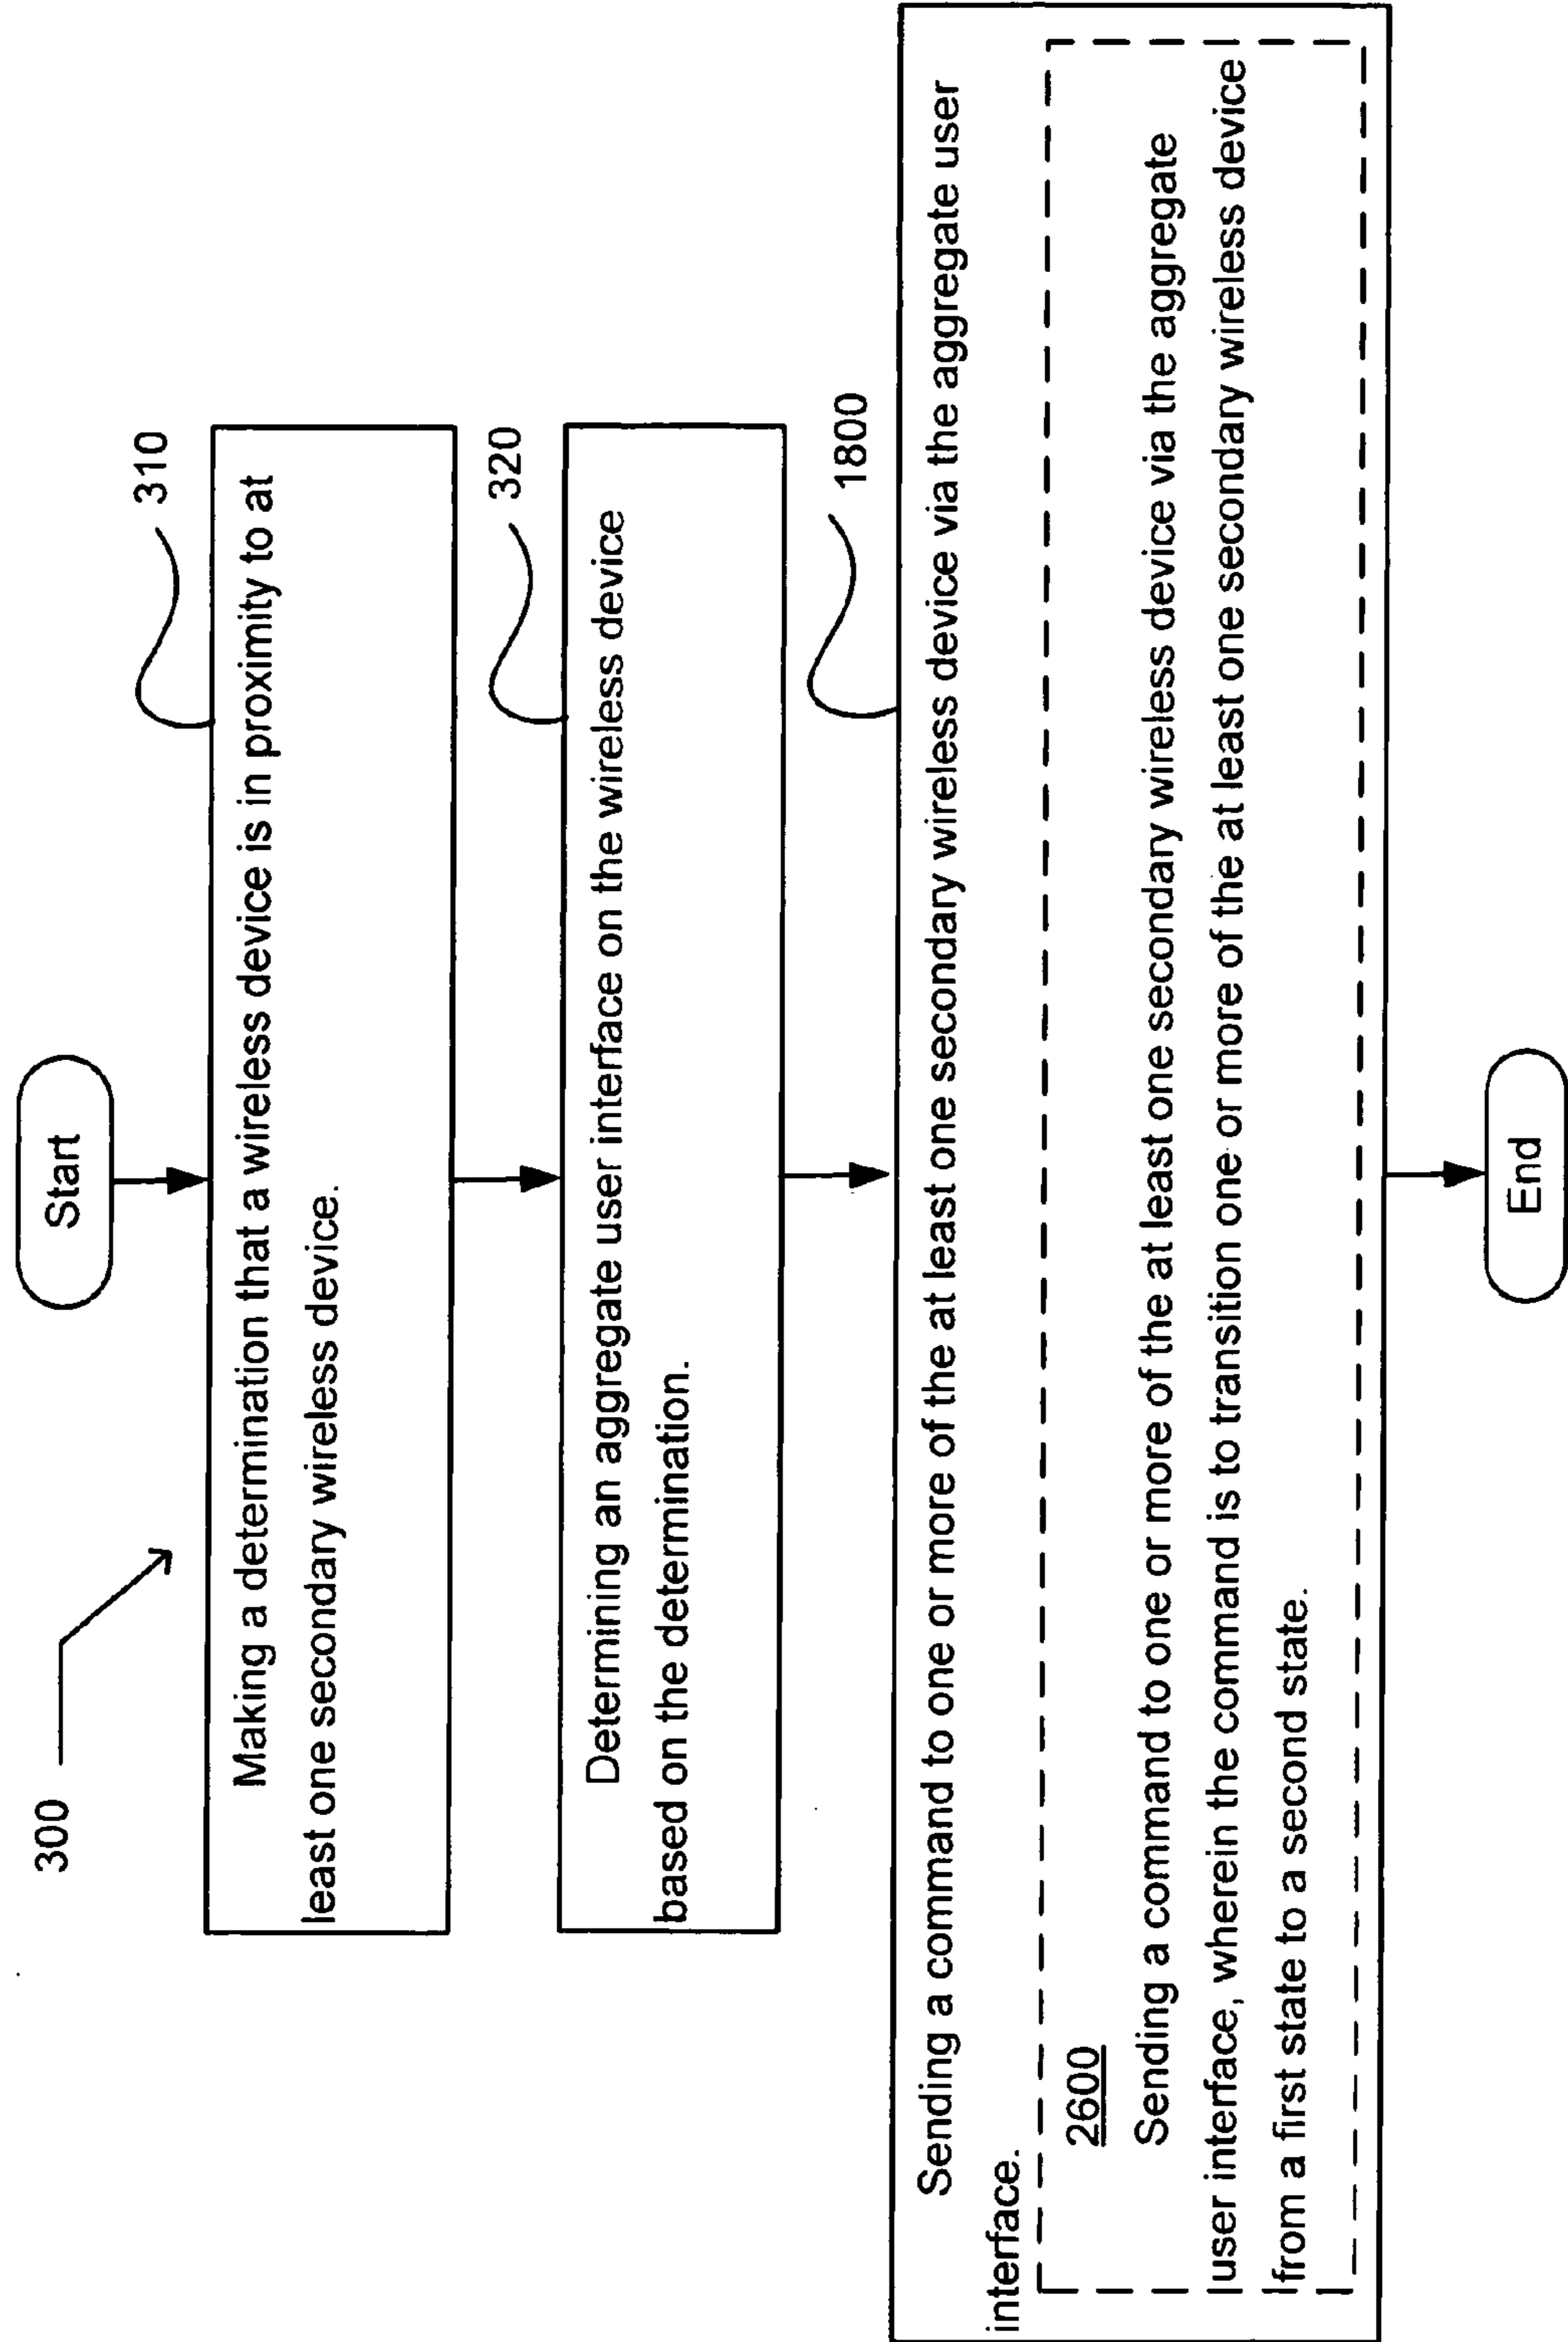 300
Start
310
Making a determination that a wireless device is in proximity to at
least one secondary wireless device.
320
Determining an aggregate user interface on the wireless device
based on the determination.
1800
Sending a command to one or more of the at least one secondary wireless device via the aggregate user
interface.
2600
Sending a command to one or more of the at least one secondary wireless device via the aggregate
user interface, wherein the command is to transition one or more of the at least one secondary wireless device
from a first state to a second state.
End